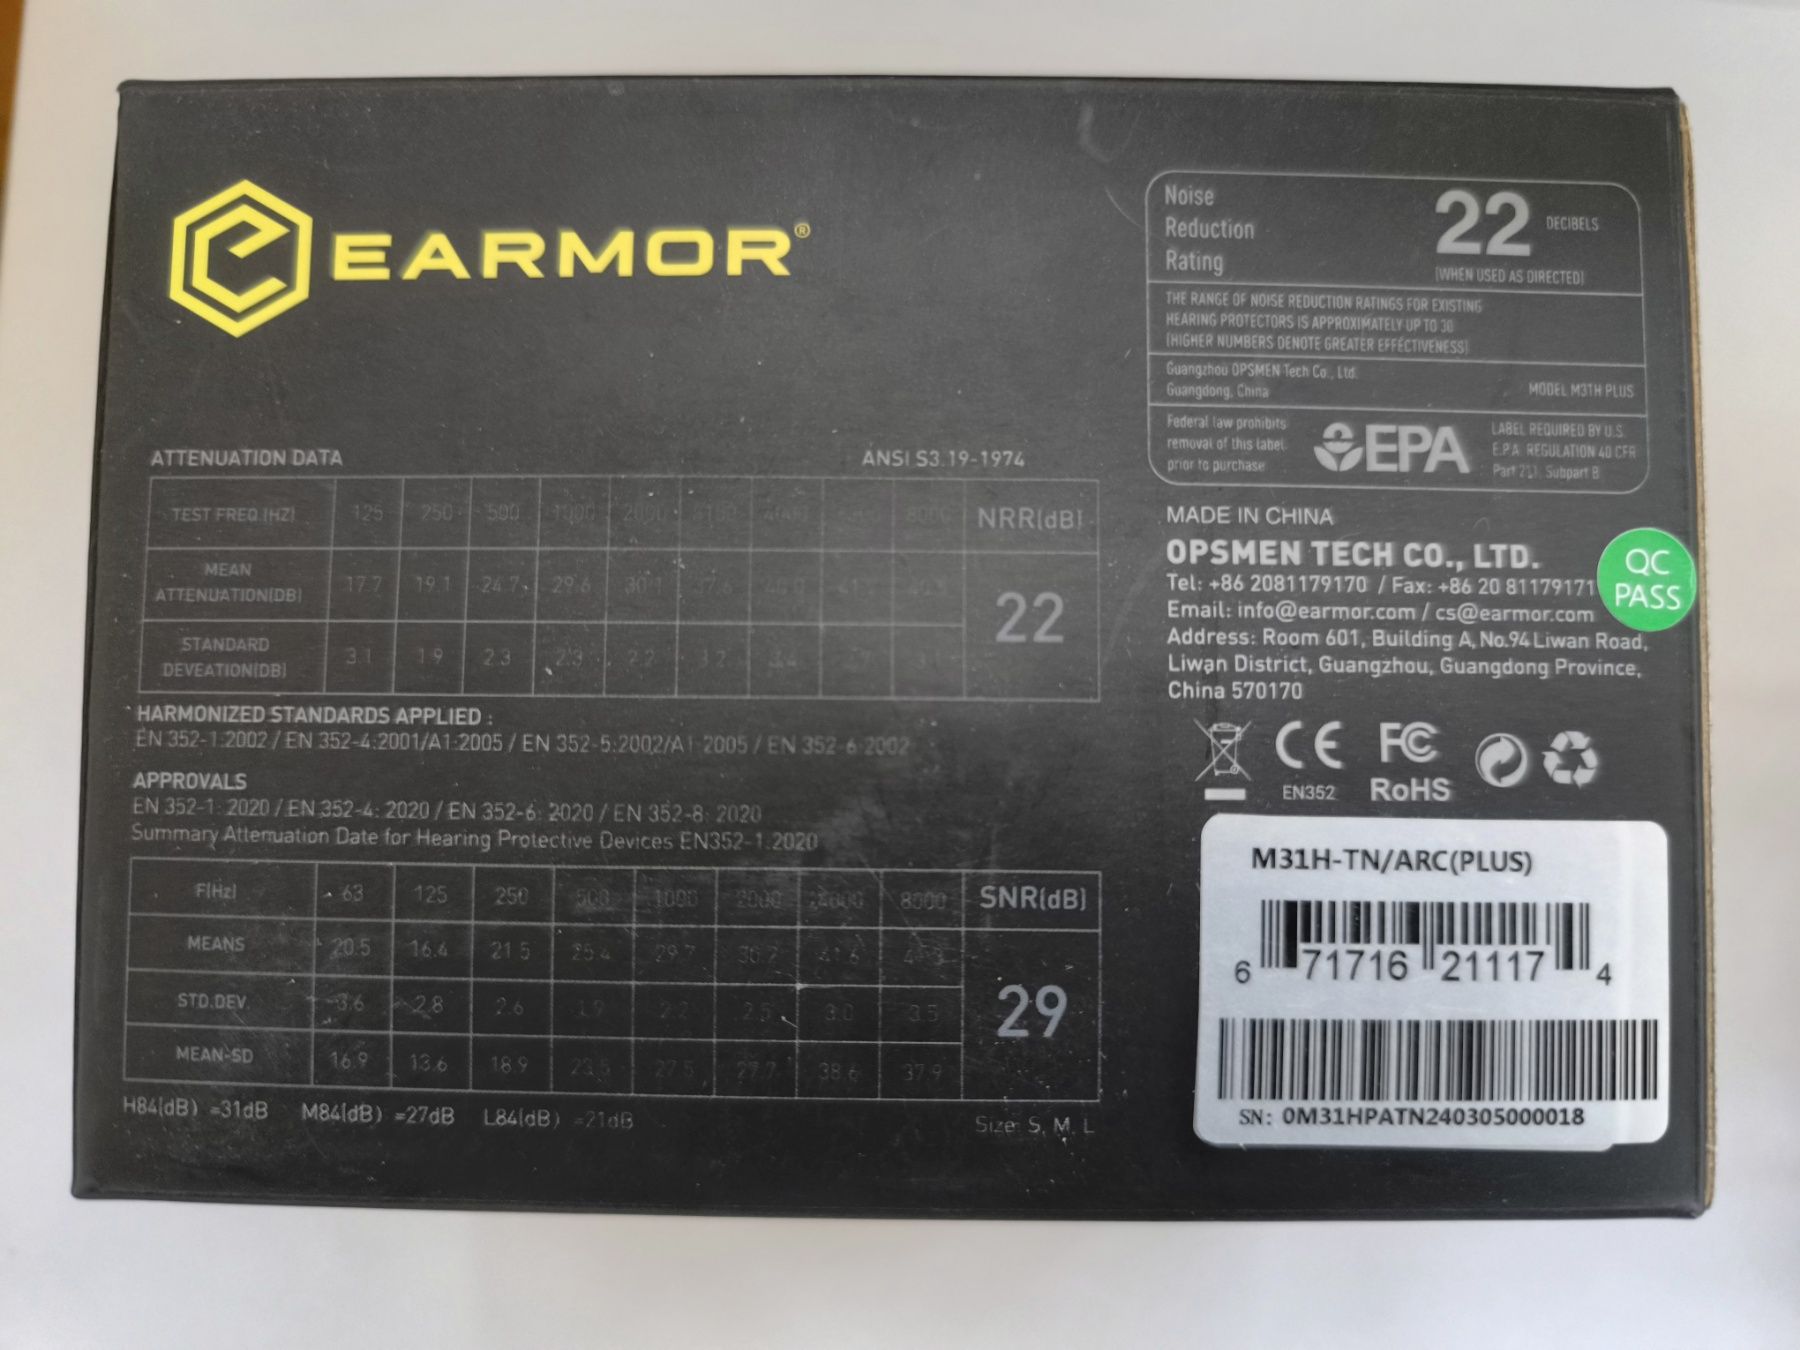 EARMOR®
Noise
Reduction
Rating
22 DECIBELS
(WHEN USED AS DIRECTED)
THE RANGE OF NOISE REDUCTION RATINGS FOR EXISTING
HEARING PROTECTORS IS APPROXIMATELY UP TO 30
(HIGHER NUMBERS DENOTE GREATER EFFECTIVENESS)
Guangzhou OPSMEN Tech Co., Ltd.
Guangdong, China
MODEL M31H PLUS
Federal law prohibits
removal of this label
prior to purchase
EPA
LABEL REQUIRED BY U.S.
E.P.A. REGULATION 40 CFR
Part 211, Subpart B
ATTENUATION DATA ANSI S3.19-1974
TEST FREQ.(HZ) 125 250 500 1000 2000 4000 8000 NRR(dB)
MEAN
ATTENUATION(DB) 17.7 19.1 24.7 29.6 22
STANDARD
DEVEATION(DB) 3.1 1.9 2.3 2.3 2.2
HARMONIZED STANDARDS APPLIED :
EN 352-1:2002 / EN 352-4:2001/A1:2005 / EN 352-5:2002/A1:2005 / EN 352-6:2002
APPROVALS
EN 352-1: 2020 / EN 352-4: 2020 / EN 352-6: 2020 / EN 352-8: 2020
Summary Attenuation Date for Hearing Protective Devices EN352-1:2020
F(Hz) 63 125 250 500 1000 2000 8000 SNR(dB)
MEANS 20.5 16.4 21.5 25.4 29.7 30.2 41.6 29
STD.DEV. 3.6 2.8 2.6 1.9 2.2 2.5 3.0 3.5
MEAN-SD 16.9 13.6 18.9 23.5 27.5 27.7 38.6 37.9
H84(dB) =31dB M84(dB) =27dB L84(dB) =21dB
Size: S, M, L
MADE IN CHINA
OPSMEN TECH CO., LTD.
Tel: +86 2081179170 / Fax: +86 20 81179171
Email: info@earmor.com / cs@earmor.com
Address: Room 601, Building A, No.94 Liwan Road,
Liwan District, Guangzhou, Guangdong Province,
China 570170
QC
PASS
CE
EN352
FC
RoHS
M31H-TN/ARC(PLUS)
6 71716 21117 4
SN: 0M31HPATN240305000018